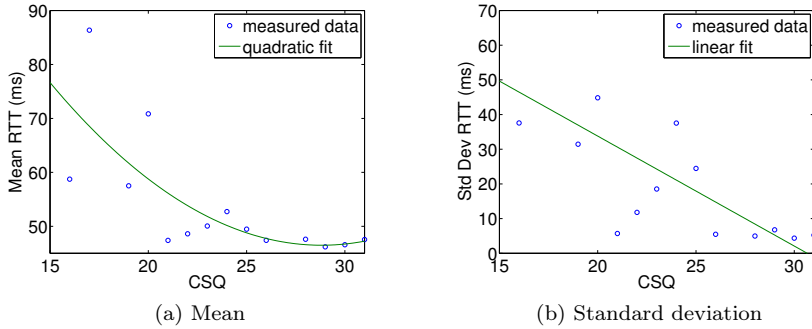 90
80
70
60
50
15
20
25
30
Mean RTT (ms)
CSQ
measured data
quadratic fit
(a) Mean
70
60
50
40
30
20
10
0
15
20
25
30
Std Dev RTT (ms)
CSQ
measured data
linear fit
(b) Standard deviation